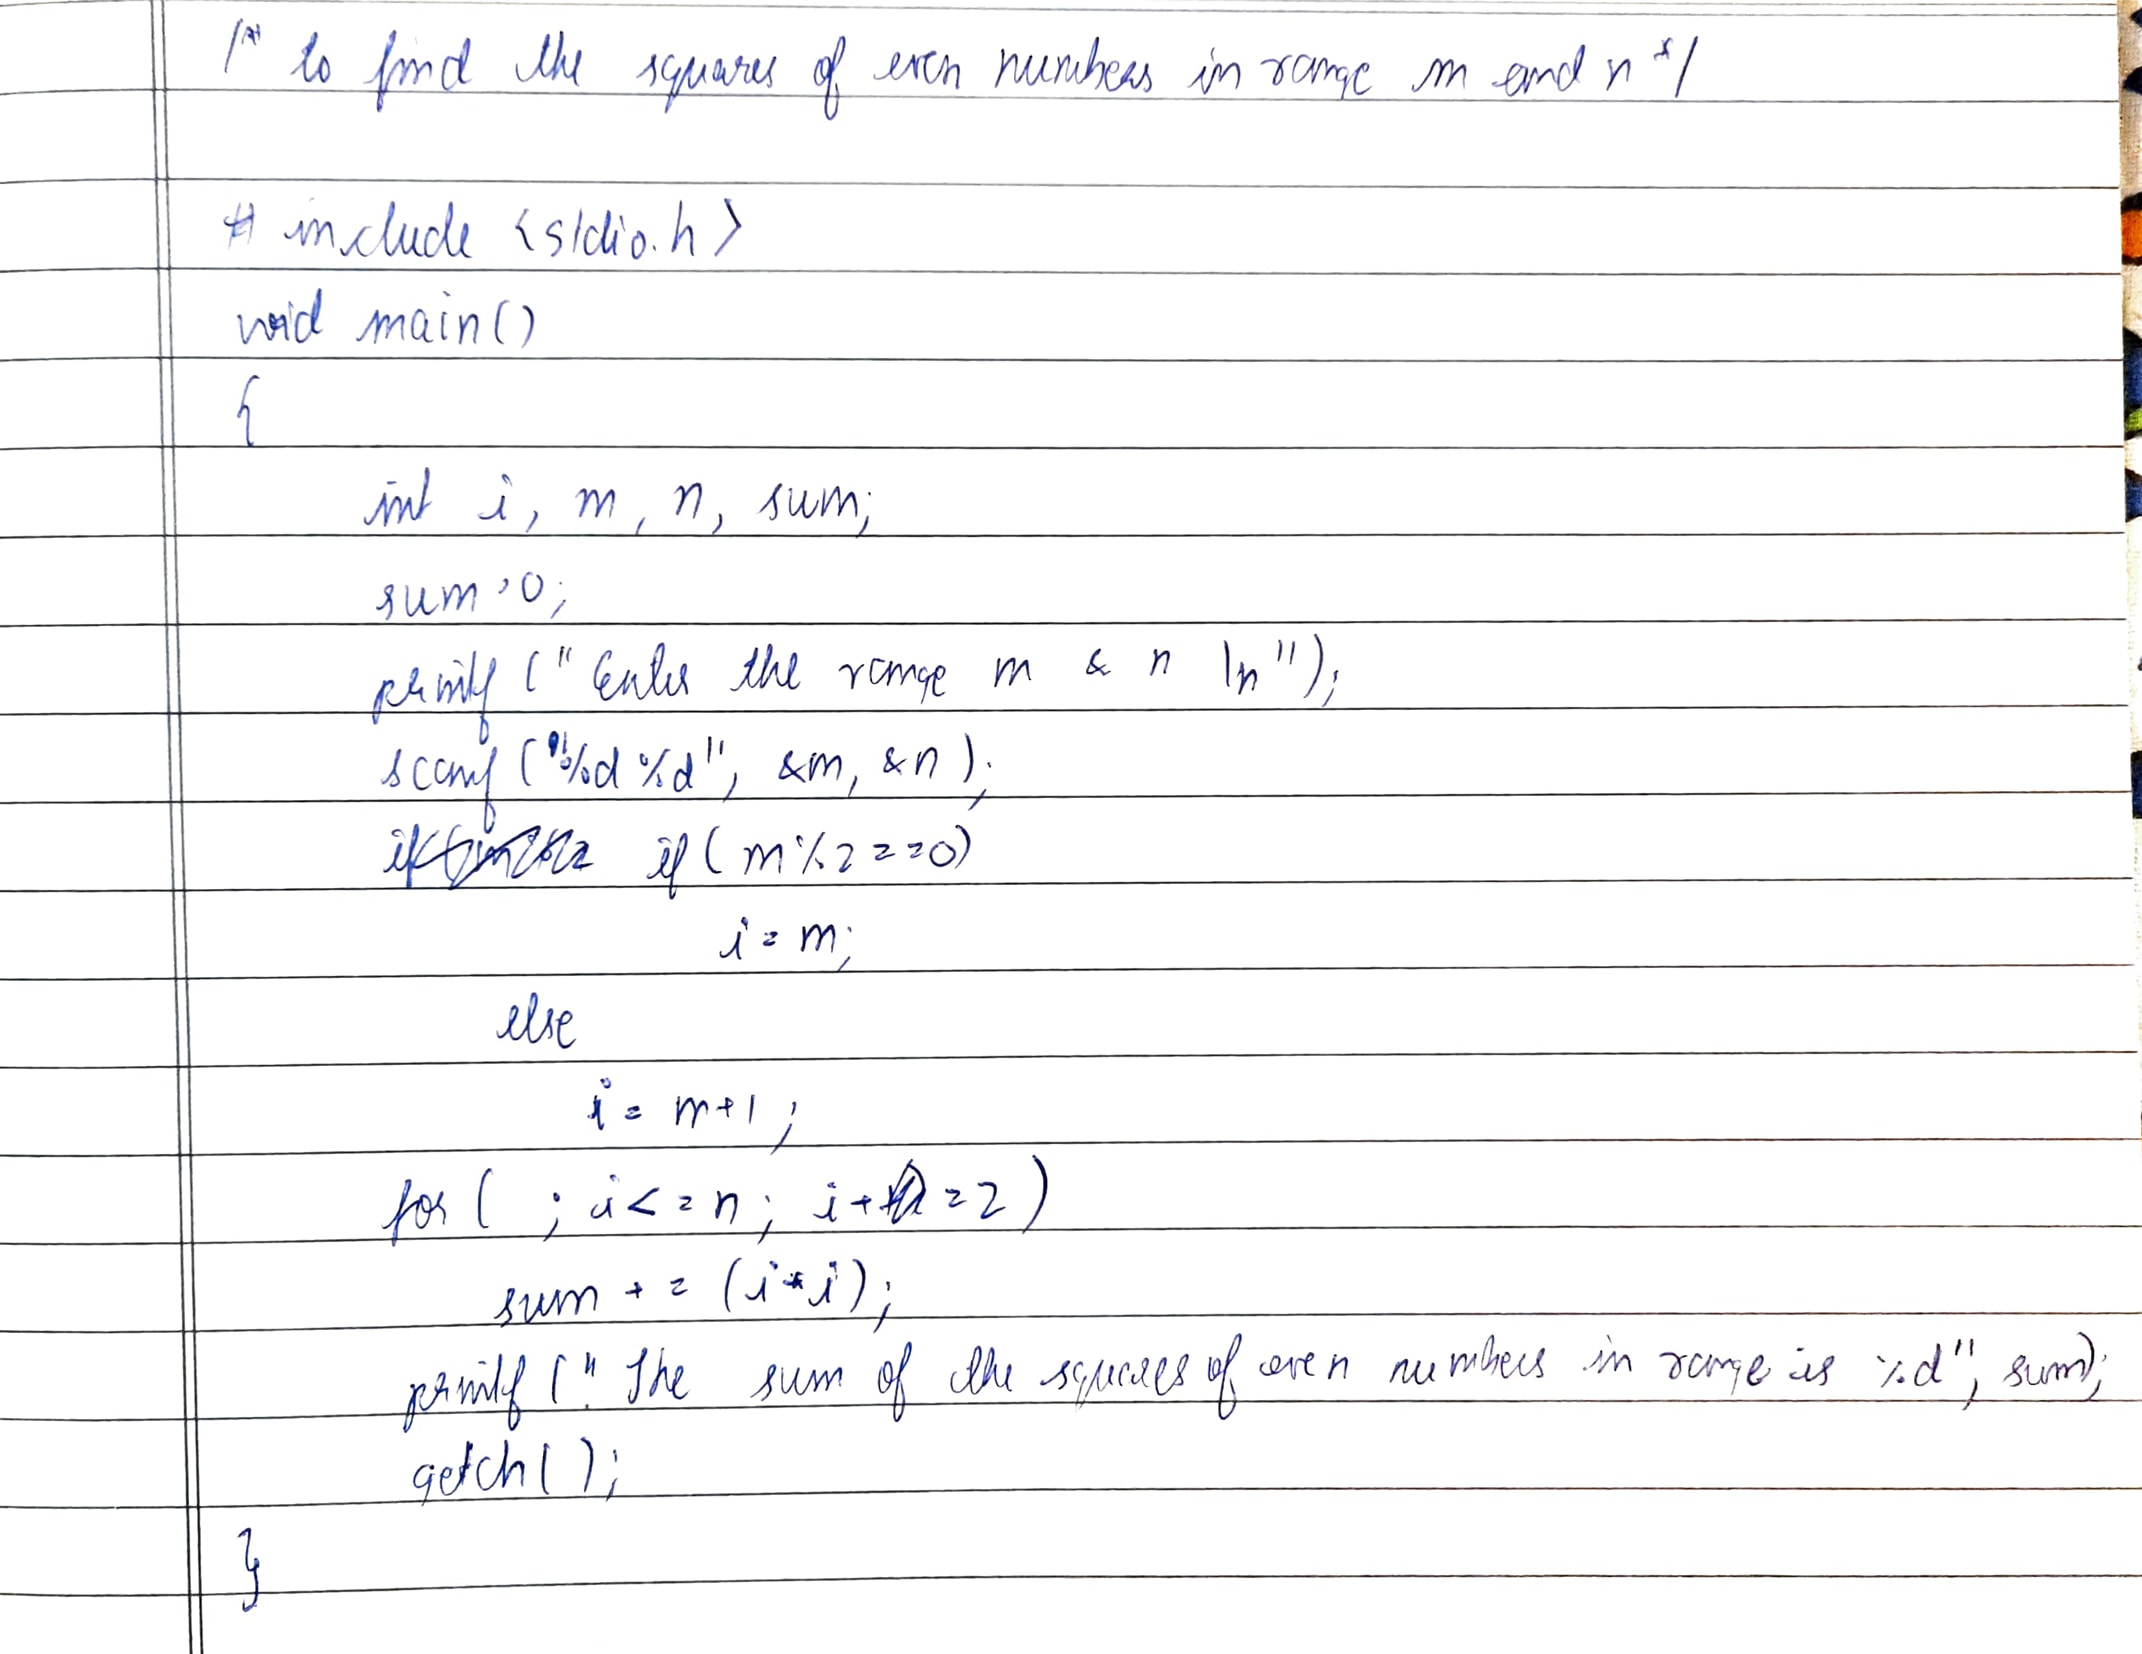 /* to find the squares of even numbers in range m and n */
# include <stdio.h>
void main()
{
int i, m, n, sum;
sum = 0;
printf (" Enter the range m & n \n");
scanf ("%d %d", &m, &n);
if (m%2 ==0)
i = m;
else
i = m+1;
for ( ; i<=n; i+=2)
sum += (i*i);
printf (" The sum of the squares of even numbers in range is %d", sum);
getch( );
}